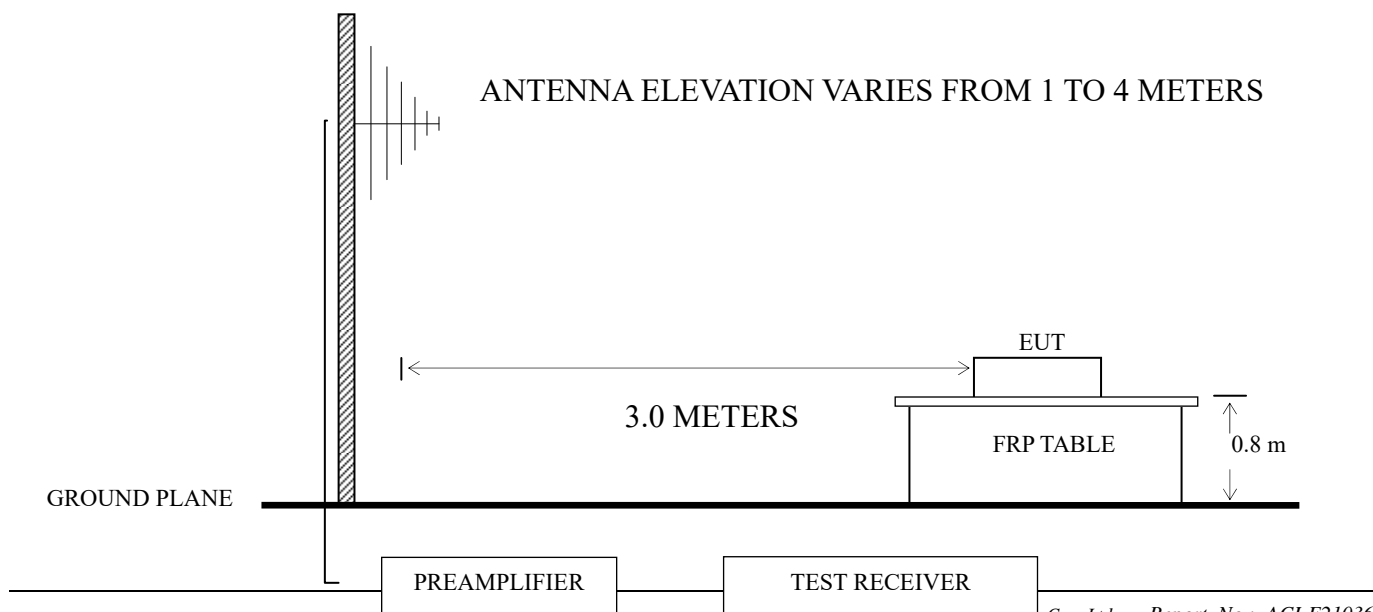 ANTENNA ELEVATION VARIES FROM 1 TO 4 METERS
EUT
3.0 METERS
FRP TABLE
0.8 m
GROUND PLANE
PREAMPLIFIER
TEST RECEIVER